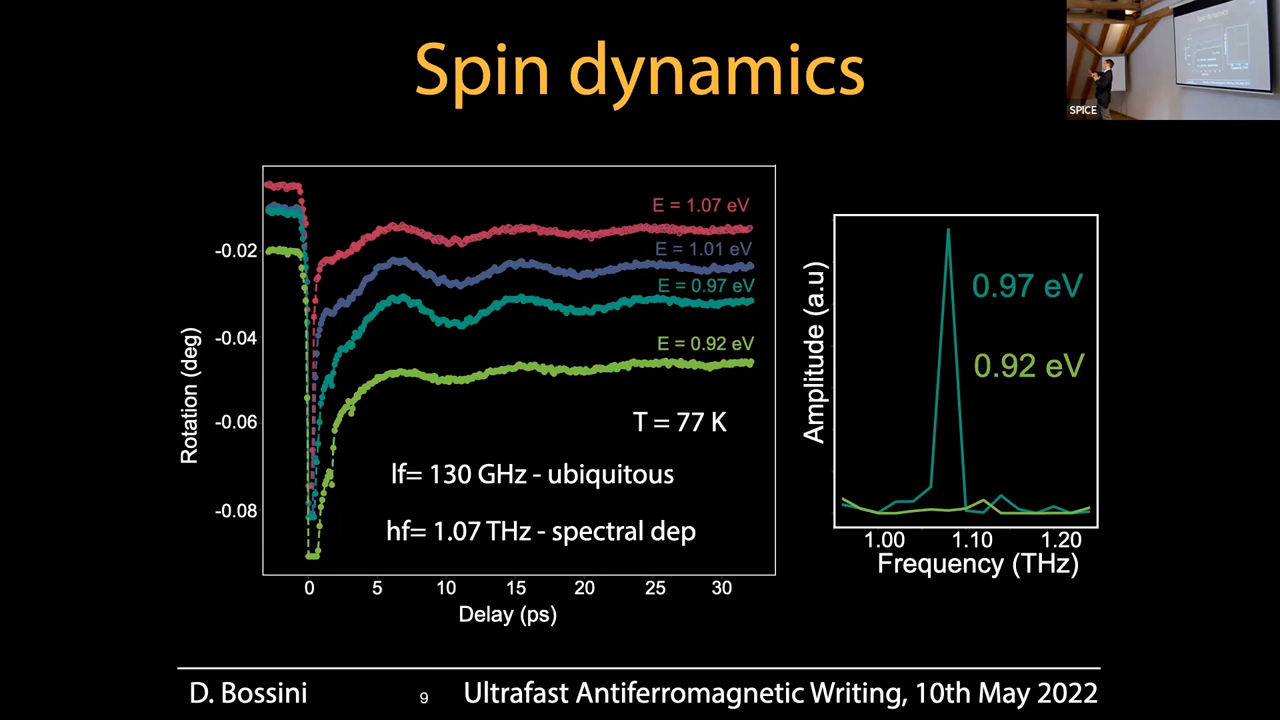 Spin dynamics
SPICE
E = 1.07 eV
E = 1.01 eV
E = 0.97 eV
E = 0.92 eV
T = 77 K
lf= 130 GHz - ubiquitous
hf= 1.07 THz - spectral dep
Rotation (deg)
-0.02
-0.04
-0.06
-0.08
0 5 10 15 20 25 30
Delay (ps)
Amplitude (a.u)
0.97 eV
0.92 eV
1.00 1.10 1.20
Frequency (THz)
D. Bossini 9 Ultrafast Antiferromagnetic Writing, 10th May 2022